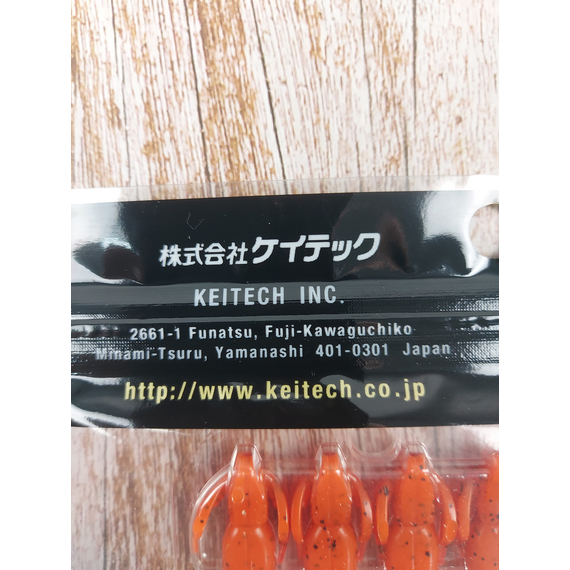 株式会社ケイテック
KEITECH INC.
2661-1 Funatsu, Fuji-Kawaguchiko
Minami-Tsuru, Yamanashi 401-0301 Japan
http://www.keitech.co.jp